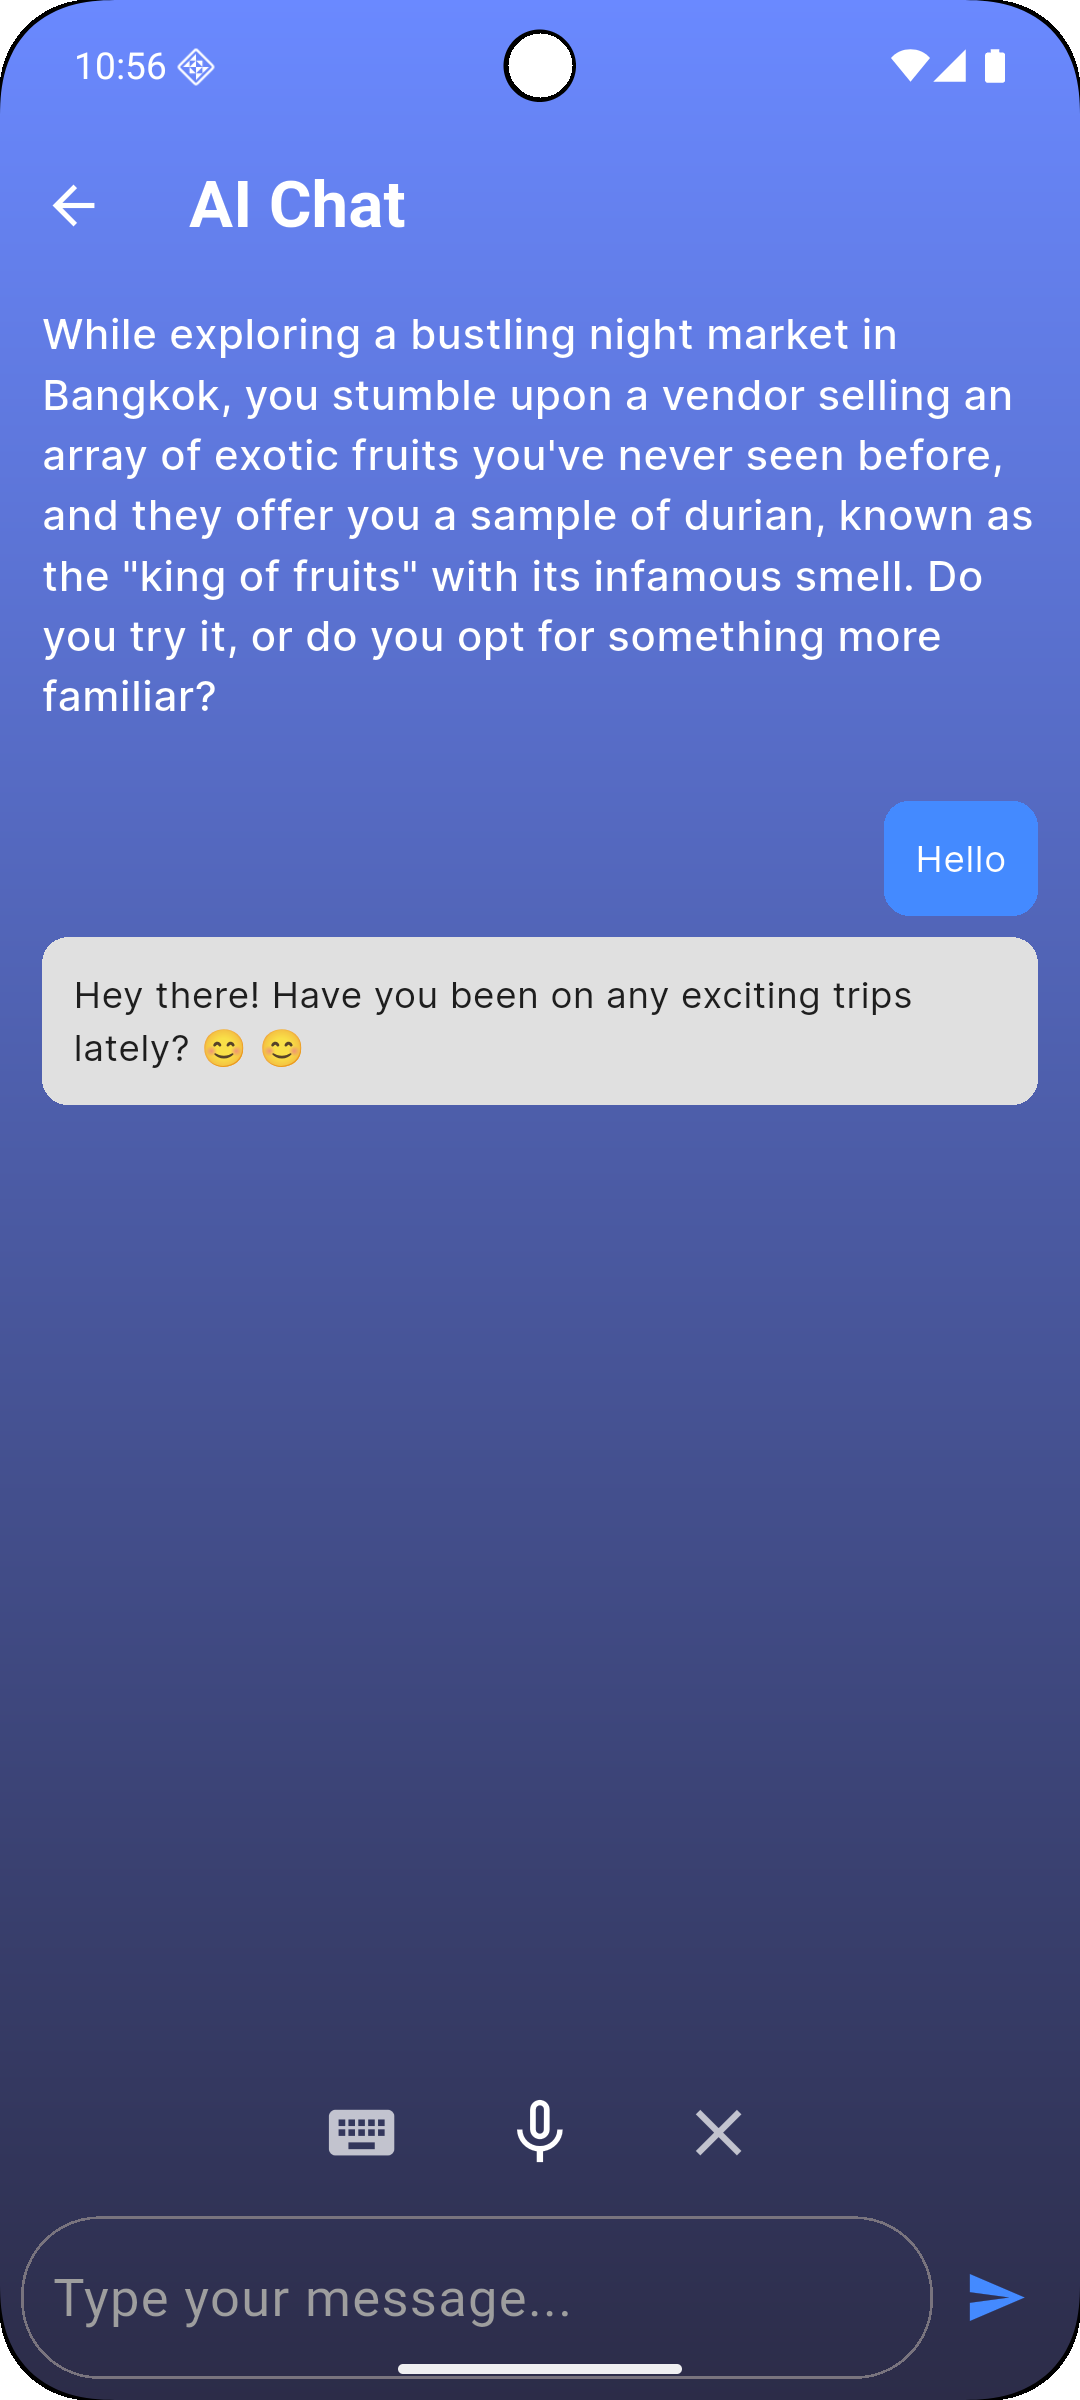 10:56
AI Chat
While exploring a bustling night market in
Bangkok, you stumble upon a vendor selling an
array of exotic fruits you've never seen before,
and they offer you a sample of durian, known as
the "king of fruits" with its infamous smell. Do
you try it, or do you opt for something more
familiar?
Hello
Hey there! Have you been on any exciting trips
lately? 😊 😊
Type your message...